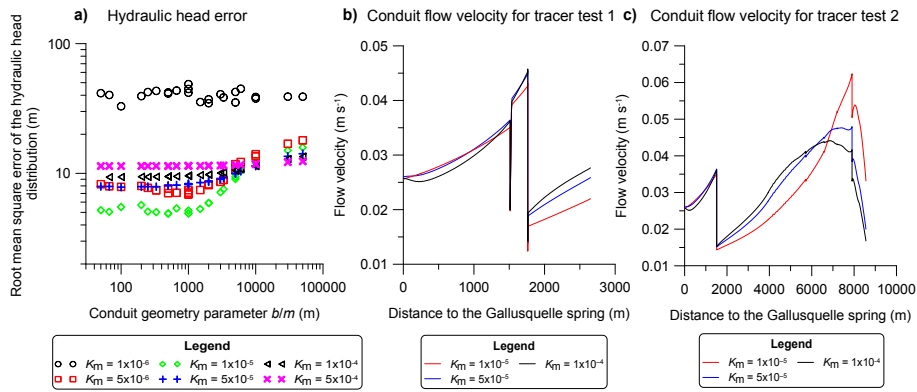 a) Hydraulic head error
Root mean square error of the hydraulic head
distribution (m)
100
10
100
1000
10000
100000
Conduit geometry parameter b/m (m)
Legend
Km = 1x10-6
Km = 1x10-5
Km = 1x10-4
Km = 5x10-6
Km = 5x10-5
Km = 5x10-4
b) Conduit flow velocity for tracer test 1
Flow velocity (m s-1)
0.05
0.04
0.03
0.02
0.01
0
1000
2000
3000
Distance to the Gallusquelle spring (m)
Legend
Km = 1x10-5
Km = 1x10-4
Km = 5x10-5
c) Conduit flow velocity for tracer test 2
Flow velocity (m s-1)
0.07
0.06
0.05
0.04
0.03
0.02
0.01
0
2000
4000
6000
8000
10000
Distance to the Gallusquelle spring (m)
Legend
Km = 1x10-5
Km = 1x10-4
Km = 5x10-5